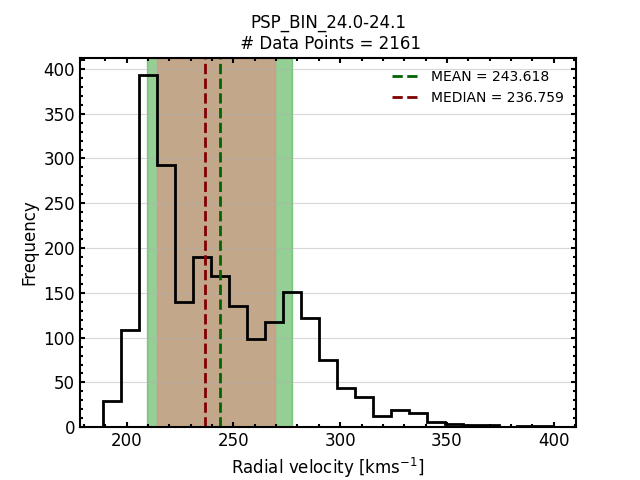 PSP_BIN_24.0-24.1
# Data Points = 2161
MEAN = 243.618
MEDIAN = 236.759
400
350
300
250
200
150
100
50
0
Frequency
200 250 300 350 400
Radial velocity [kms⁻¹]